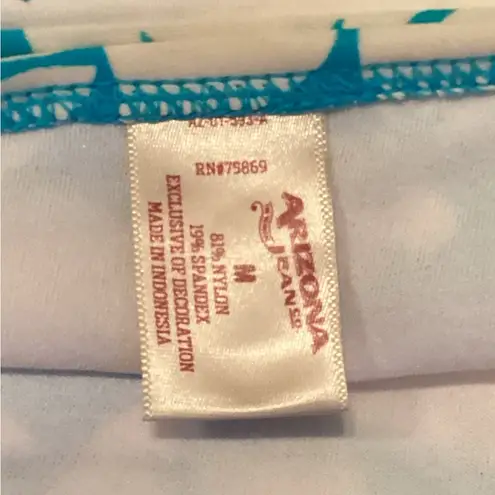 RN#75869
ARIZONA
JEAN Co
M
81% NYLON
19% SPANDEX
EXCLUSIVE OF DECORATION
MADE IN INDONESIA